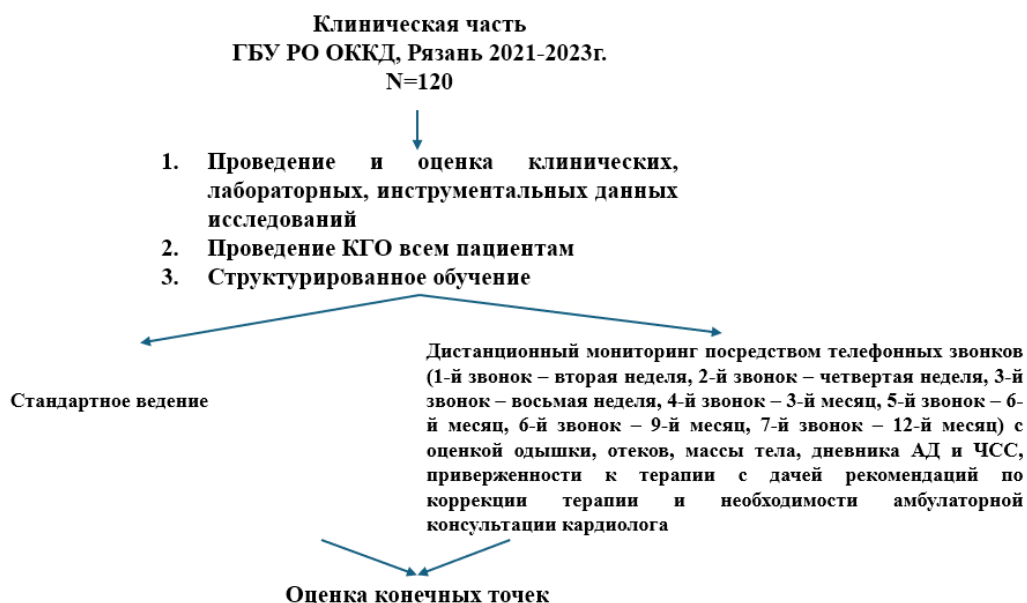 Клиническая часть
ГБУ РО ОККД, Рязань 2021-2023г.
N=120
1. Проведение и оценка клинических,
лабораторных, инструментальных данных
исследований
2. Проведение КГО всем пациентам
3. Структурированное обучение
Стандартное ведение
Дистанционный мониторинг посредством телефонных звонков
(1-й звонок – вторая неделя, 2-й звонок – четвертая неделя, 3-й
звонок – восьмая неделя, 4-й звонок – 3-й месяц, 5-й звонок – 6-
й месяц, 6-й звонок – 9-й месяц, 7-й звонок – 12-й месяц) с
оценкой одышки, отеков, массы тела, дневника АД и ЧСС,
приверженности к терапии с дачей рекомендаций по
коррекции терапии и необходимости амбулаторной
консультации кардиолога
Оценка конечных точек